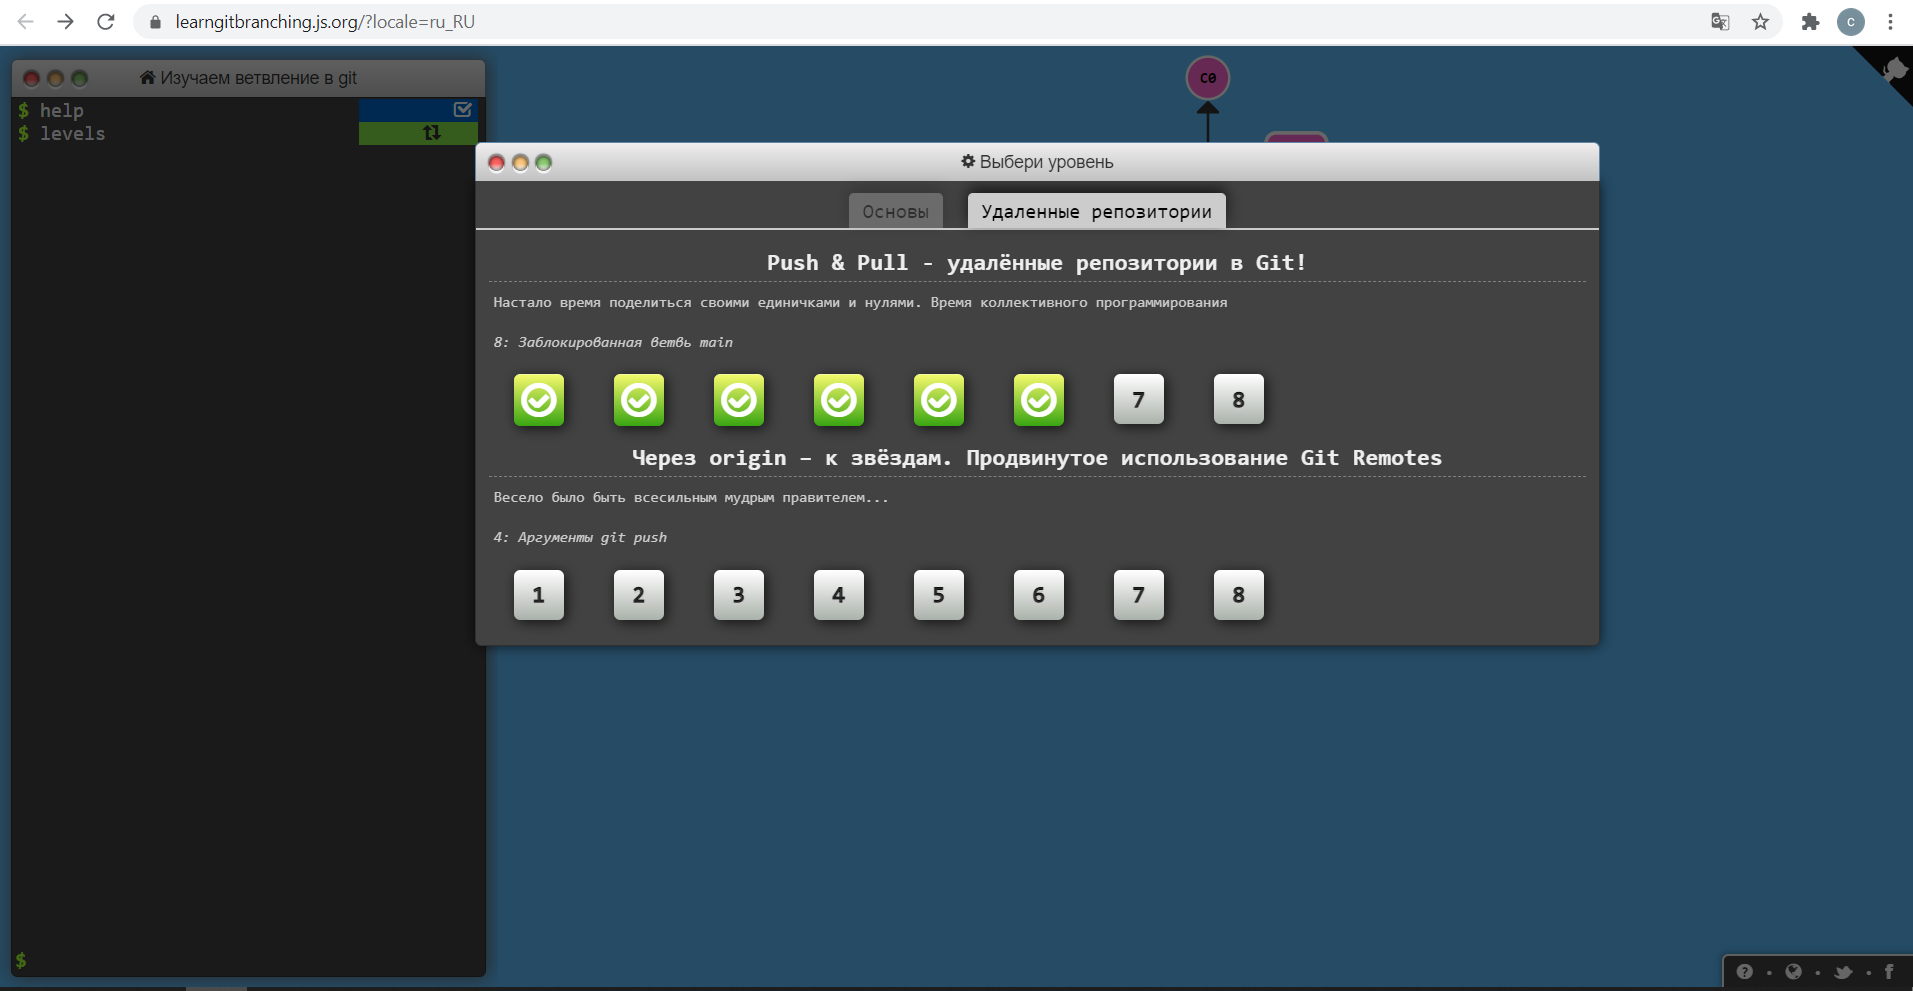 learngitbranching.js.org/?locale=ru_RU
c
Изучаем ветвление в git
$ help
$ levels
$
C0
Выбери уровень
Основы
Удаленные репозитории
Push & Pull - удалённые репозитории в Git!
Настало время поделиться своими единичками и нулями. Время коллективного программирования
8: Заблокированная ветвь main
7 8
Через origin – к звёздам. Продвинутое использование Git Remotes
Весело было быть всесильным мудрым правителем...
4: Аргументы git push
1 2 3 4 5 6 7 8